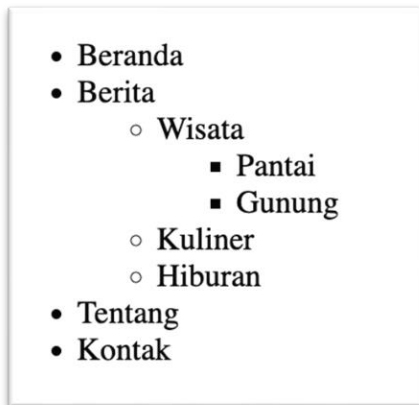 Beranda
Berita
Wisata
Pantai
Gunung
Kuliner
Hiburan
Tentang
Kontak